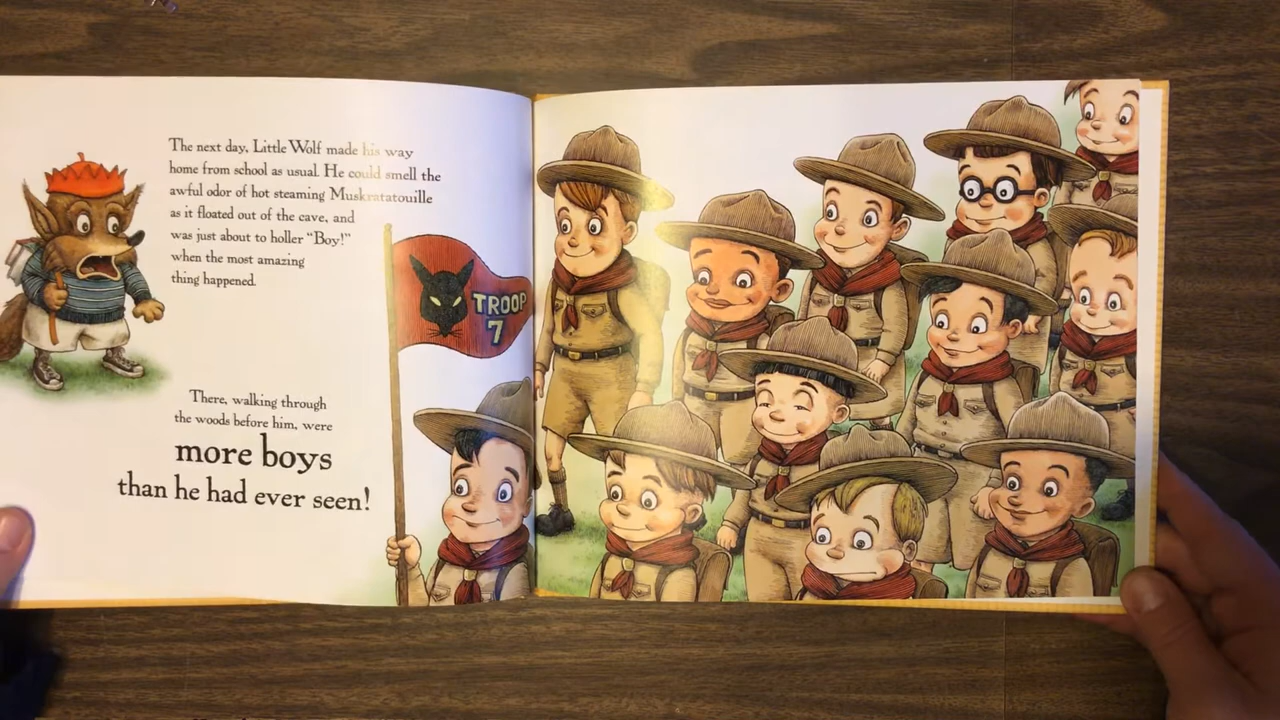 The next day, Little Wolf made his way
home from school as usual. He could smell the
awful odor of hot steaming Muskratatouille
as it floated out of the cave, and
was just about to holler “Boy!”
when the most amazing
thing happened.
TROOP
7
There, walking through
the woods before him, were
more boys
than he had ever seen!